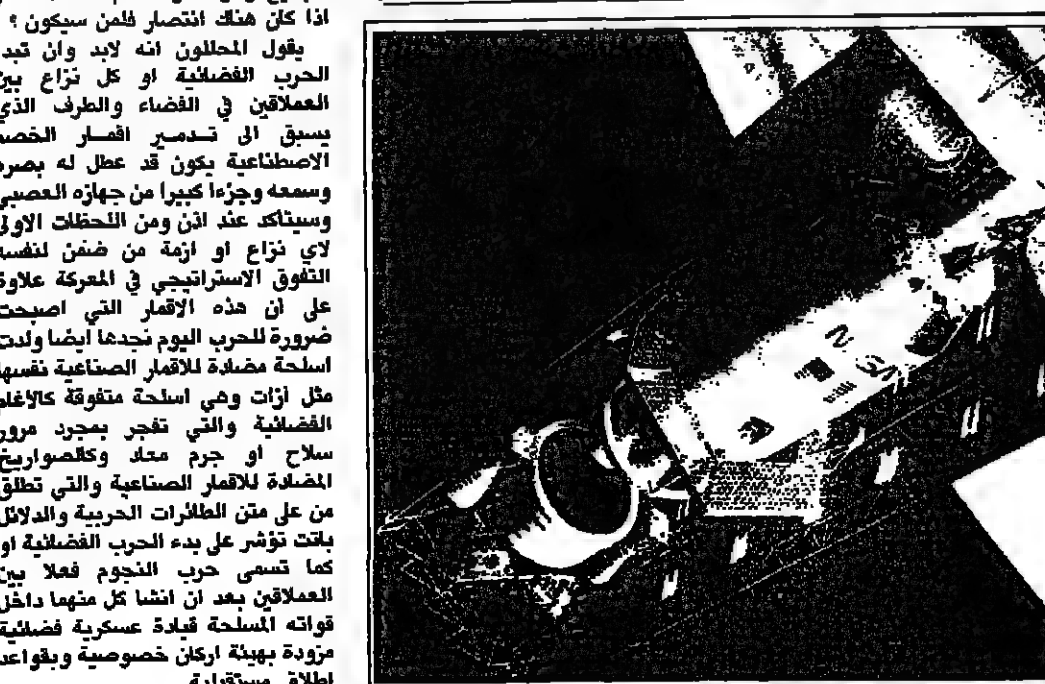 اذا كان هناك انتصار فلمن سيكون ؟
يقول المحللون انه لابد وان تبد
الحرب الفضائية او كل نزاع بين
العملاقين في الفضاء والطرف الذي
يسبق الى تدمير اقمار الخصم
الاصطناعية يكون قد عطل له بصره
وسمعه وجزءا كبيرا من جهازه العصبي
وسيتاكد عند اذن ومن اللحظات الاولى
لاي نزاع او ازمة من ضمن لنفسه
التفوق الاستراتيجي في المعركة علاوة
على ان هذه الاقمار التي اصبحت
ضرورة للحرب اليوم نجدها ايضا ولدت
اسلحة مضادة للاقمار الصناعية نفسها
مثل ازات وهي اسلحة متفوقة كالالغام
الفضائية والتي تفجر بمجرد مرور
سلاح او جرم معاد وكالصواريخ
المضادة للاقمار الصناعية والتي تطلق
من على متن الطائرات الحربية والدلائل
باتت تؤشر على بدء الحرب الفضائية او
كما تسمى حرب النجوم فعلا بين
العملاقين بعد ان انشا كل منهما داخل
قواته المسلحة قيادة عسكرية فضائية
مزودة بهيئة اركان خصوصية وبقواعد
اطلاق